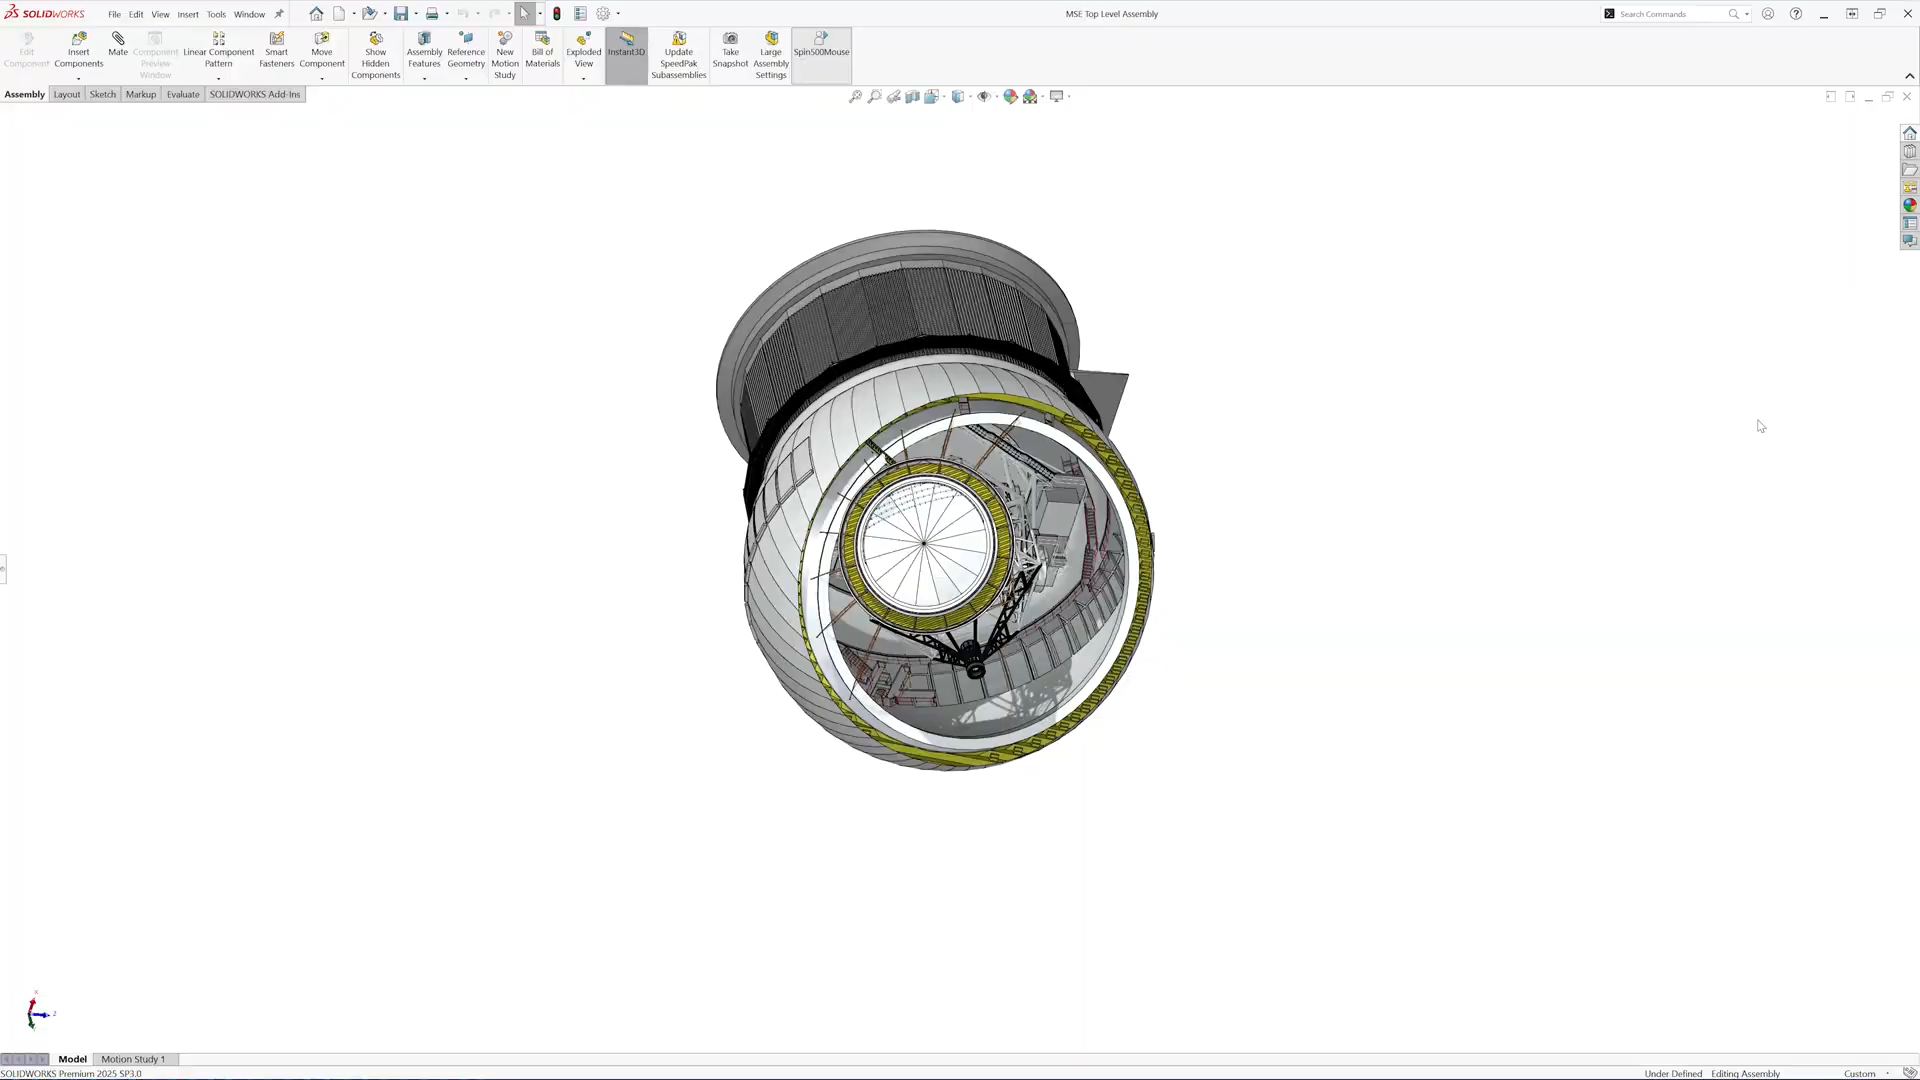 SOLIDWORKS File Edit View Insert Tools Window MSE Top Level Assembly Search Commands
Edit Component
Insert Components
Mate
Component Preview Window
Linear Component Pattern
Smart Fasteners
Move Component
Show Hidden Components
Assembly Features
Reference Geometry
New Motion Study
Bill of Materials
Exploded View
Instant3D
Update SpeedPak Subassemblies
Take Snapshot
Large Assembly Settings
Spin500Mouse
Assembly Layout Sketch Markup Evaluate SOLIDWORKS Add-Ins
Model Motion Study 1
SOLIDWORKS Premium 2025 SP3.0 Under Defined Editing Assembly Custom